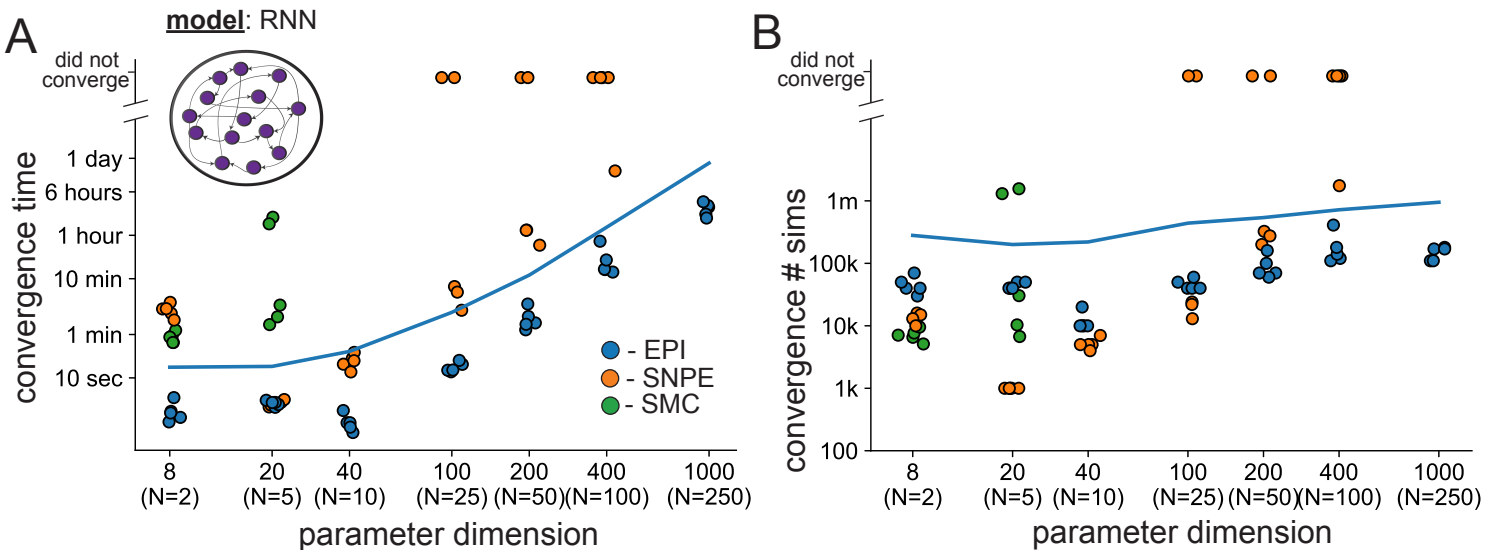 A
model: RNN
did not
converge
1 day
6 hours
1 hour
10 min
1 min
10 sec
convergence time
- EPI
- SNPE
- SMC
8 20 40 100 200 400 1000
(N=2) (N=5) (N=10) (N=25) (N=50) (N=100) (N=250)
parameter dimension
B
did not
converge
1m
100k
10k
1k
100
convergence # sims
8 20 40 100 200 400 1000
(N=2) (N=5) (N=10) (N=25) (N=50) (N=100) (N=250)
parameter dimension